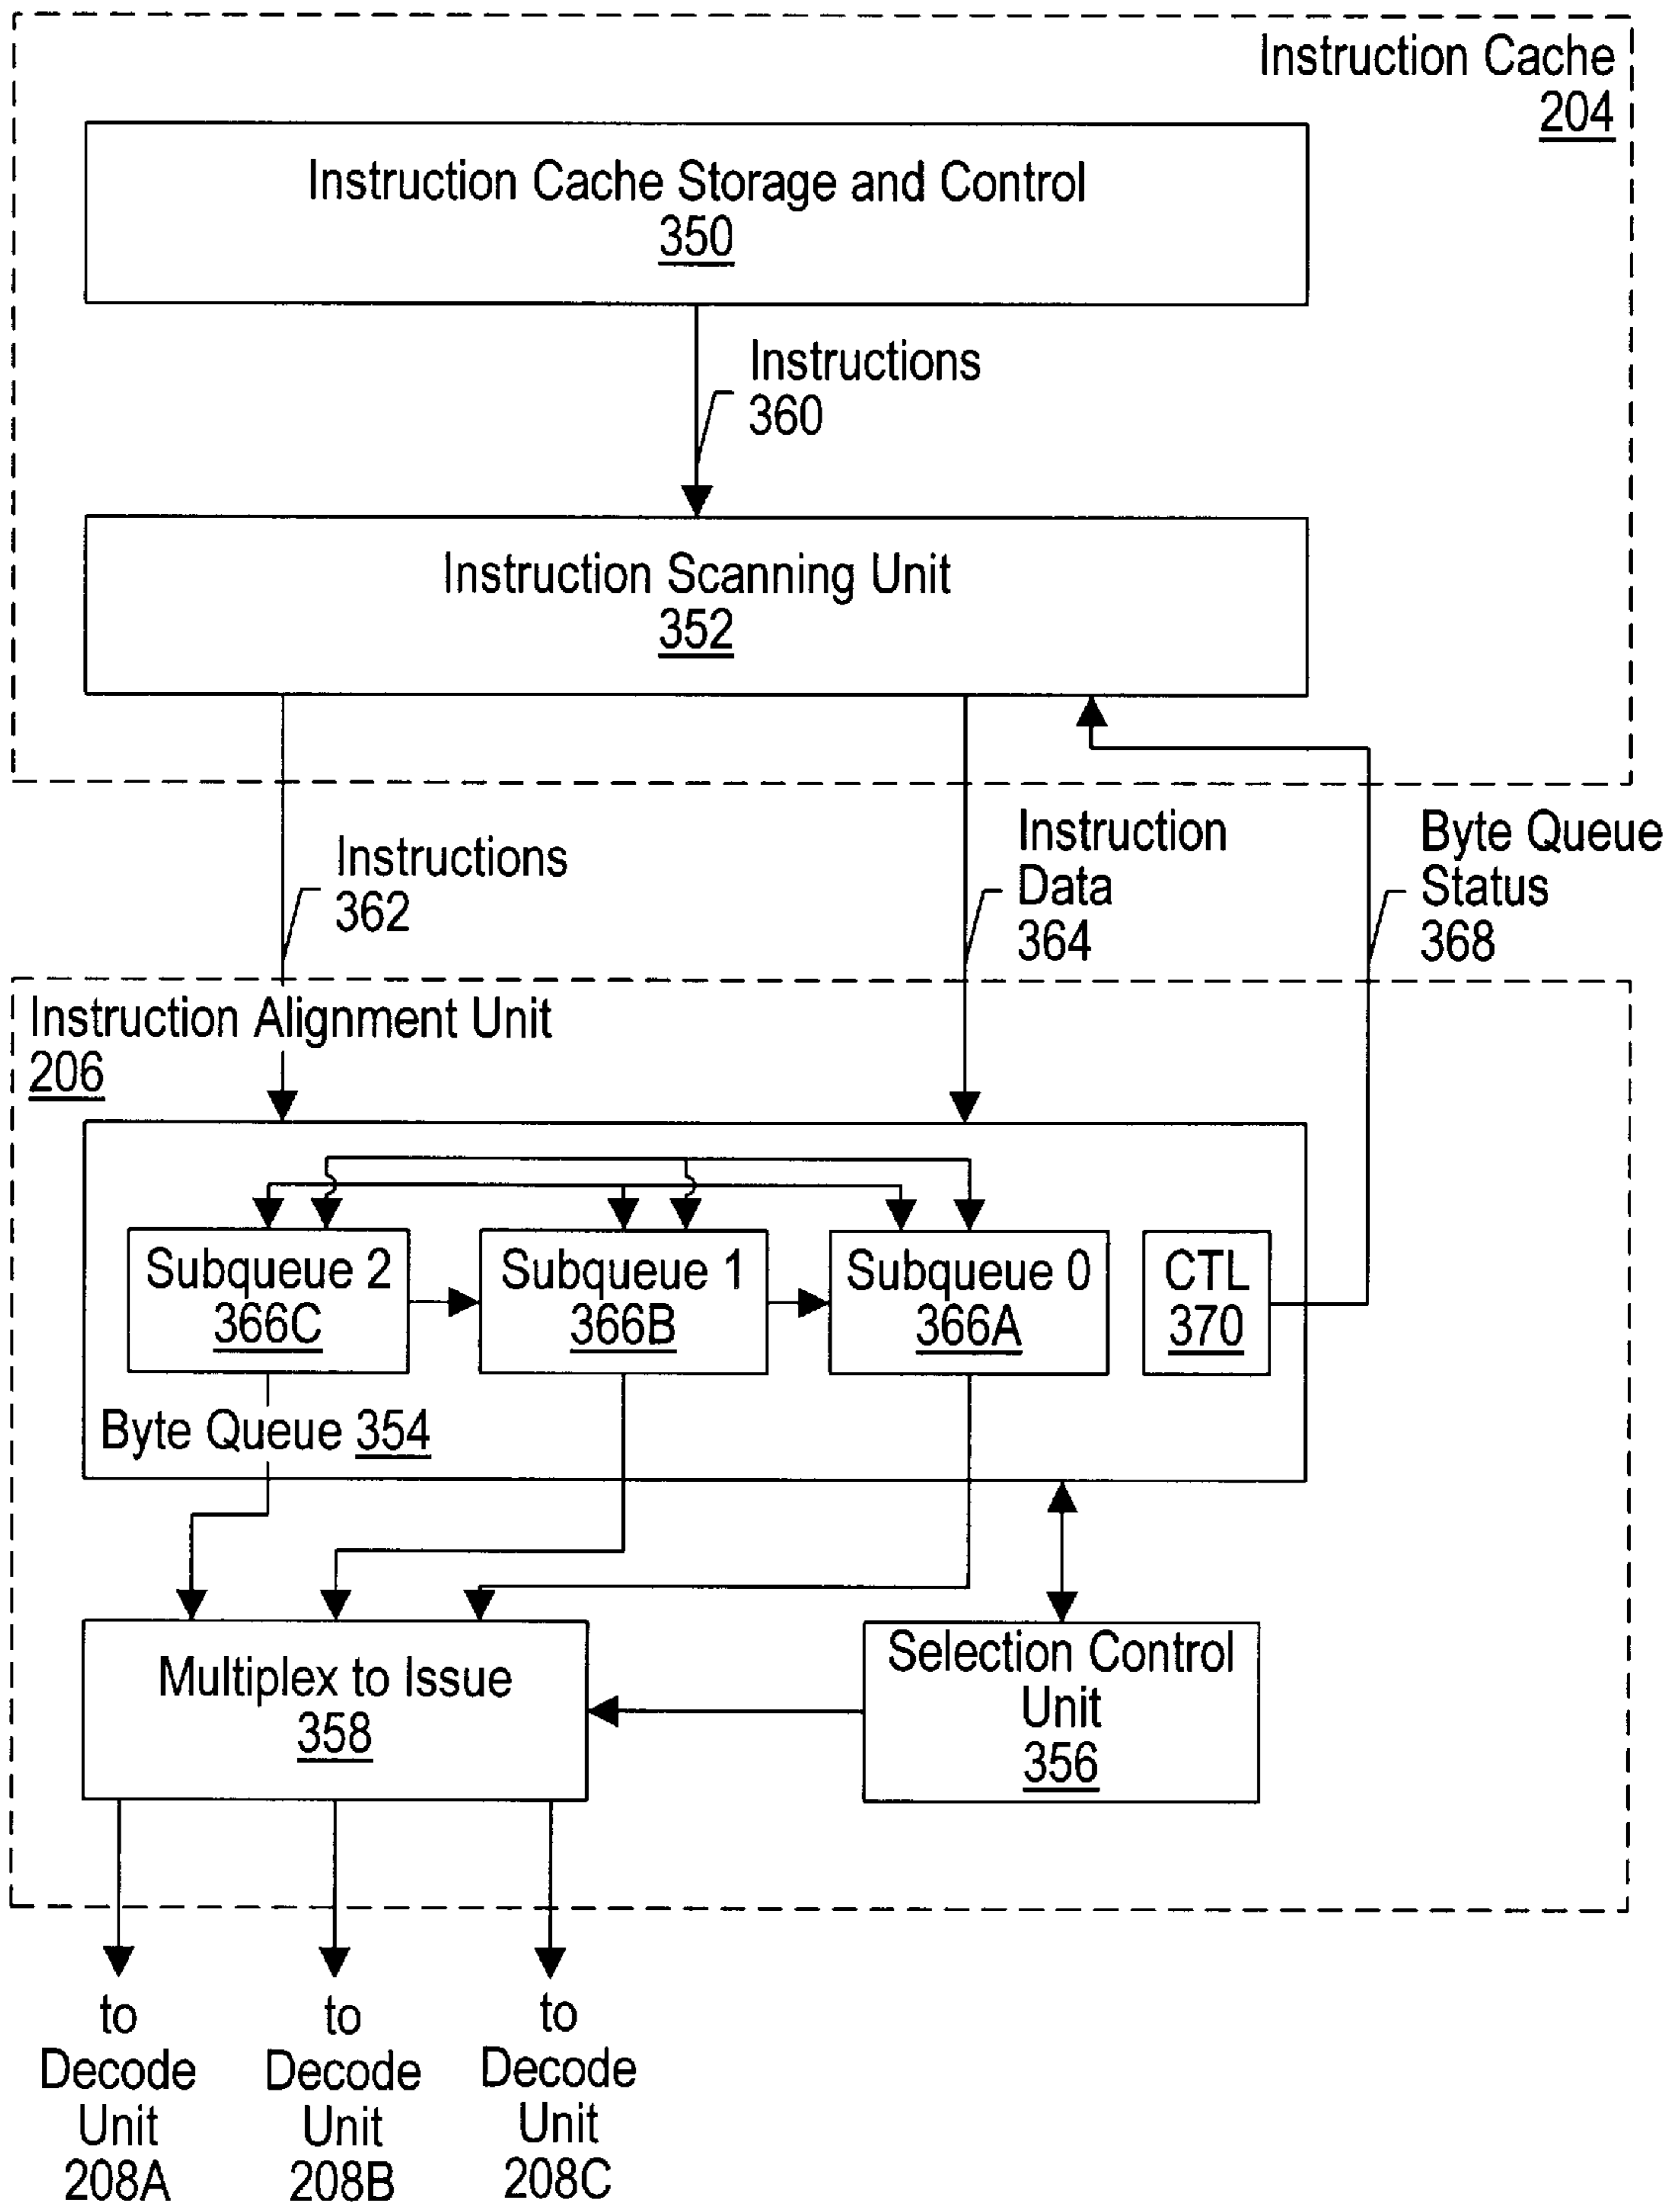 Instruction Cache
204
Instruction Cache Storage and Control
350
Instructions
360
Instruction Scanning Unit
352
Instructions
362
Instruction
Data
364
Byte Queue
Status
368
Instruction Alignment Unit
206
Subqueue 2
366C
Subqueue 1
366B
Subqueue 0
366A
CTL
370
Byte Queue 354
Multiplex to Issue
358
Selection Control
Unit
356
to
Decode
Unit
208A
to
Decode
Unit
208B
to
Decode
Unit
208C